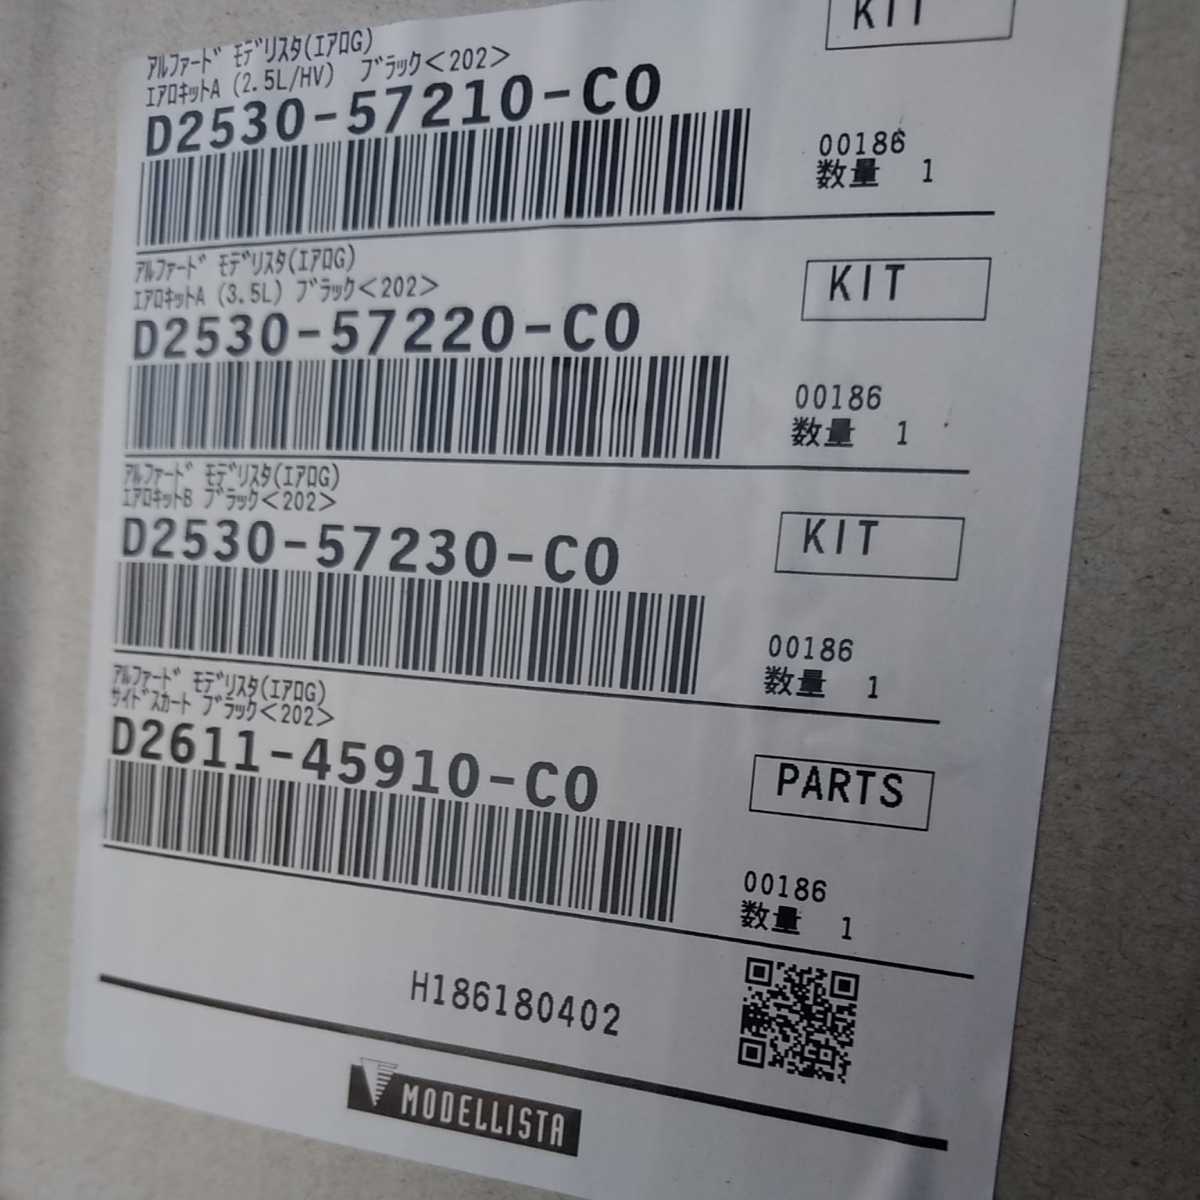 ｱﾙﾌｧｰﾄﾞ ﾓﾃﾞﾘｽﾀ(ｴｱﾛG)
ｴｱﾛｷｯﾄA (2.5L/HV) ﾌﾞﾗｯｸ<202>
D2530-57210-C0
KIT
00186
数量 1
ｱﾙﾌｧｰﾄﾞ ﾓﾃﾞﾘｽﾀ(ｴｱﾛG)
ｴｱﾛｷｯﾄA (3.5L) ﾌﾞﾗｯｸ<202>
D2530-57220-C0
KIT
00186
数量 1
ｱﾙﾌｧｰﾄﾞ ﾓﾃﾞﾘｽﾀ(ｴｱﾛG)
ｴｱﾛｷｯﾄB ﾌﾞﾗｯｸ<202>
D2530-57230-C0
KIT
00186
数量 1
ｱﾙﾌｧｰﾄﾞ ﾓﾃﾞﾘｽﾀ(ｴｱﾛG)
ｻｲﾄﾞｽｶｰﾄ ﾌﾞﾗｯｸ<202>
D2611-45910-C0
PARTS
00186
数量 1
H186180402
MODELLISTA